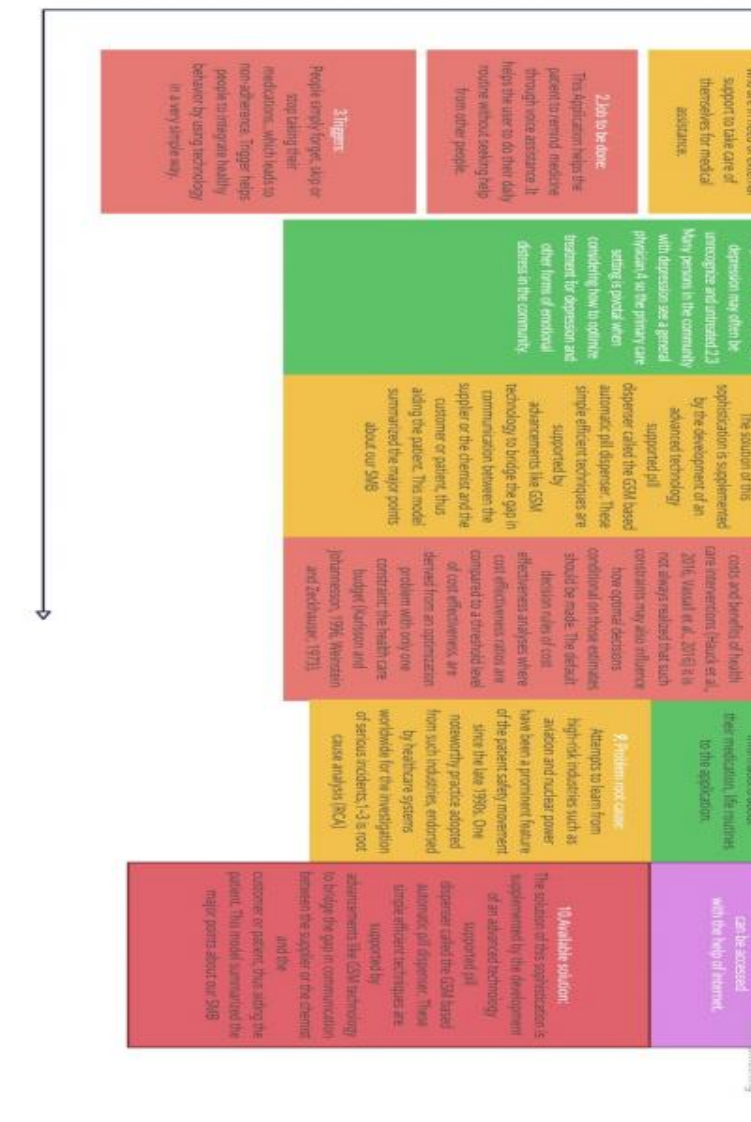 support to take care of
themselves for medical
assistance.
2.Job to be done:
This Application helps the
patient to remind medicine
through voice assistance. It
helps the user to do their daily
routine without seeking help
from other people.
3.Triggers:
People simply forget, skip or
stop taking their
medications, which leads to
non-adherence. Trigger helps
people to integrate healthy
behavior by using technology
in a very simple way.
depression may often be
unrecognize and untreated.2,3
Many persons in the community
with depression see a general
physician,4 so the primary care
setting is pivotal when
considering how to optimize
treatment for depression and
other forms of emotional
distress in the community.
The solution of this
sophistication is supplemented
by the development of an
advanced technology
supported pill
dispenser called the GSM based
automatic pill dispenser. These
simple efficient techniques are
supported by
advancements like GSM
technology to bridge the gap in
communication between the
supplier or the chemist and the
customer or patient, thus
aiding the patient. This model
summarized the major points
about our SMB
costs and benefits of health
care interventions (Hauck et al.,
2016, Vassall et al., 2016) it is
not always realized that such
constraints may also influence
how optimal decisions
conditional on those estimates
should be made. The default
decision rules of cost
effectiveness analyses where
cost effectiveness ratios are
compared to a threshold level
of cost effectiveness, are
derived from an optimization
problem with only one
constraint: the health care
budget (Karlsson and
Johannesson, 1996, Weinstein
and Zeckhauser, 1973).
their medication, life routines
to the application.
9.Problem root cause:
Attempts to learn from
high-risk industries such as
aviation and nuclear power
have been a prominent feature
of the patient safety movement
since the late 1990s. One
noteworthy practice adopted
from such industries, endorsed
by healthcare systems
worldwide for the investigation
of serious incidents,1–3 is root
cause analysis (RCA)
can be accessed
with the help of internet.
10.Available solution:
The solution of this sophistication is
supplemented by the development
of an advanced technology
supported pill
dispenser called the GSM based
automatic pill dispenser. These
simple efficient techniques are
supported by
advancements like GSM technology
to bridge the gap in communication
between the supplier or the chemist
and the
customer or patient, thus aiding the
patient. This model summarized the
major points about our SMB